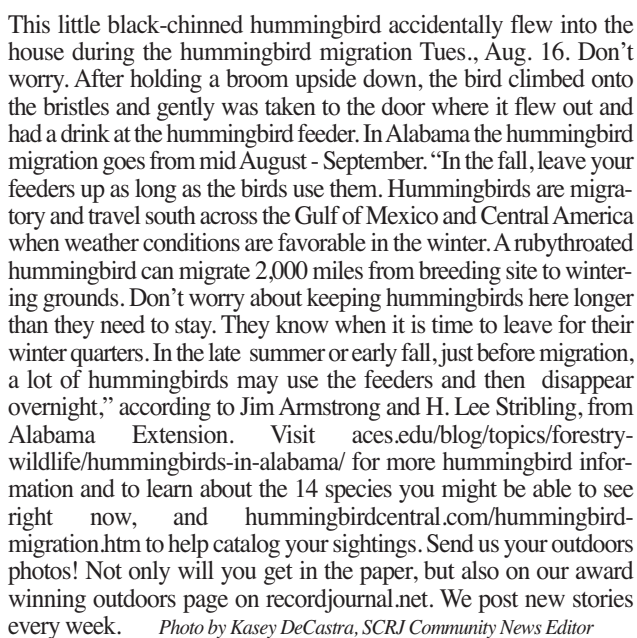 This little black-chinned hummingbird accidentally flew into the
house during the hummingbird migration Tues., Aug. 16. Don’t
worry. After holding a broom upside down, the bird climbed onto
the bristles and gently was taken to the door where it flew out and
had a drink at the hummingbird feeder. In Alabama the hummingbird
migration goes from mid August - September. “In the fall, leave your
feeders up as long as the birds use them. Hummingbirds are migra-
tory and travel south across the Gulf of Mexico and Central America
when weather conditions are favorable in the winter. A rubythroated
hummingbird can migrate 2,000 miles from breeding site to winter-
ing grounds. Don’t worry about keeping hummingbirds here longer
than they need to stay. They know when it is time to leave for their
winter quarters. In the late summer or early fall, just before migration,
a lot of hummingbirds may use the feeders and then disappear
overnight,” according to Jim Armstrong and H. Lee Stribling, from
Alabama Extension. Visit aces.edu/blog/topics/forestry-
wildlife/hummingbirds-in-alabama/ for more hummingbird infor-
mation and to learn about the 14 species you might be able to see
right now, and hummingbirdcentral.com/hummingbird-
migration.htm to help catalog your sightings. Send us your outdoors
photos! Not only will you get in the paper, but also on our award
winning outdoors page on recordjournal.net. We post new stories
every week. Photo by Kasey DeCastra, SCRJ Community News Editor